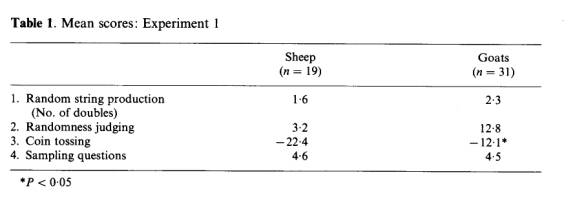 Table 1. Mean scores: Experiment 1
Sheep Goats
(n = 19) (n = 31)
1. Random string production 1·6 2·3
(No. of doubles)
2. Randomness judging 3·2 12·8
3. Coin tossing −22·4 −12·1*
4. Sampling questions 4·6 4·5
*P < 0·05